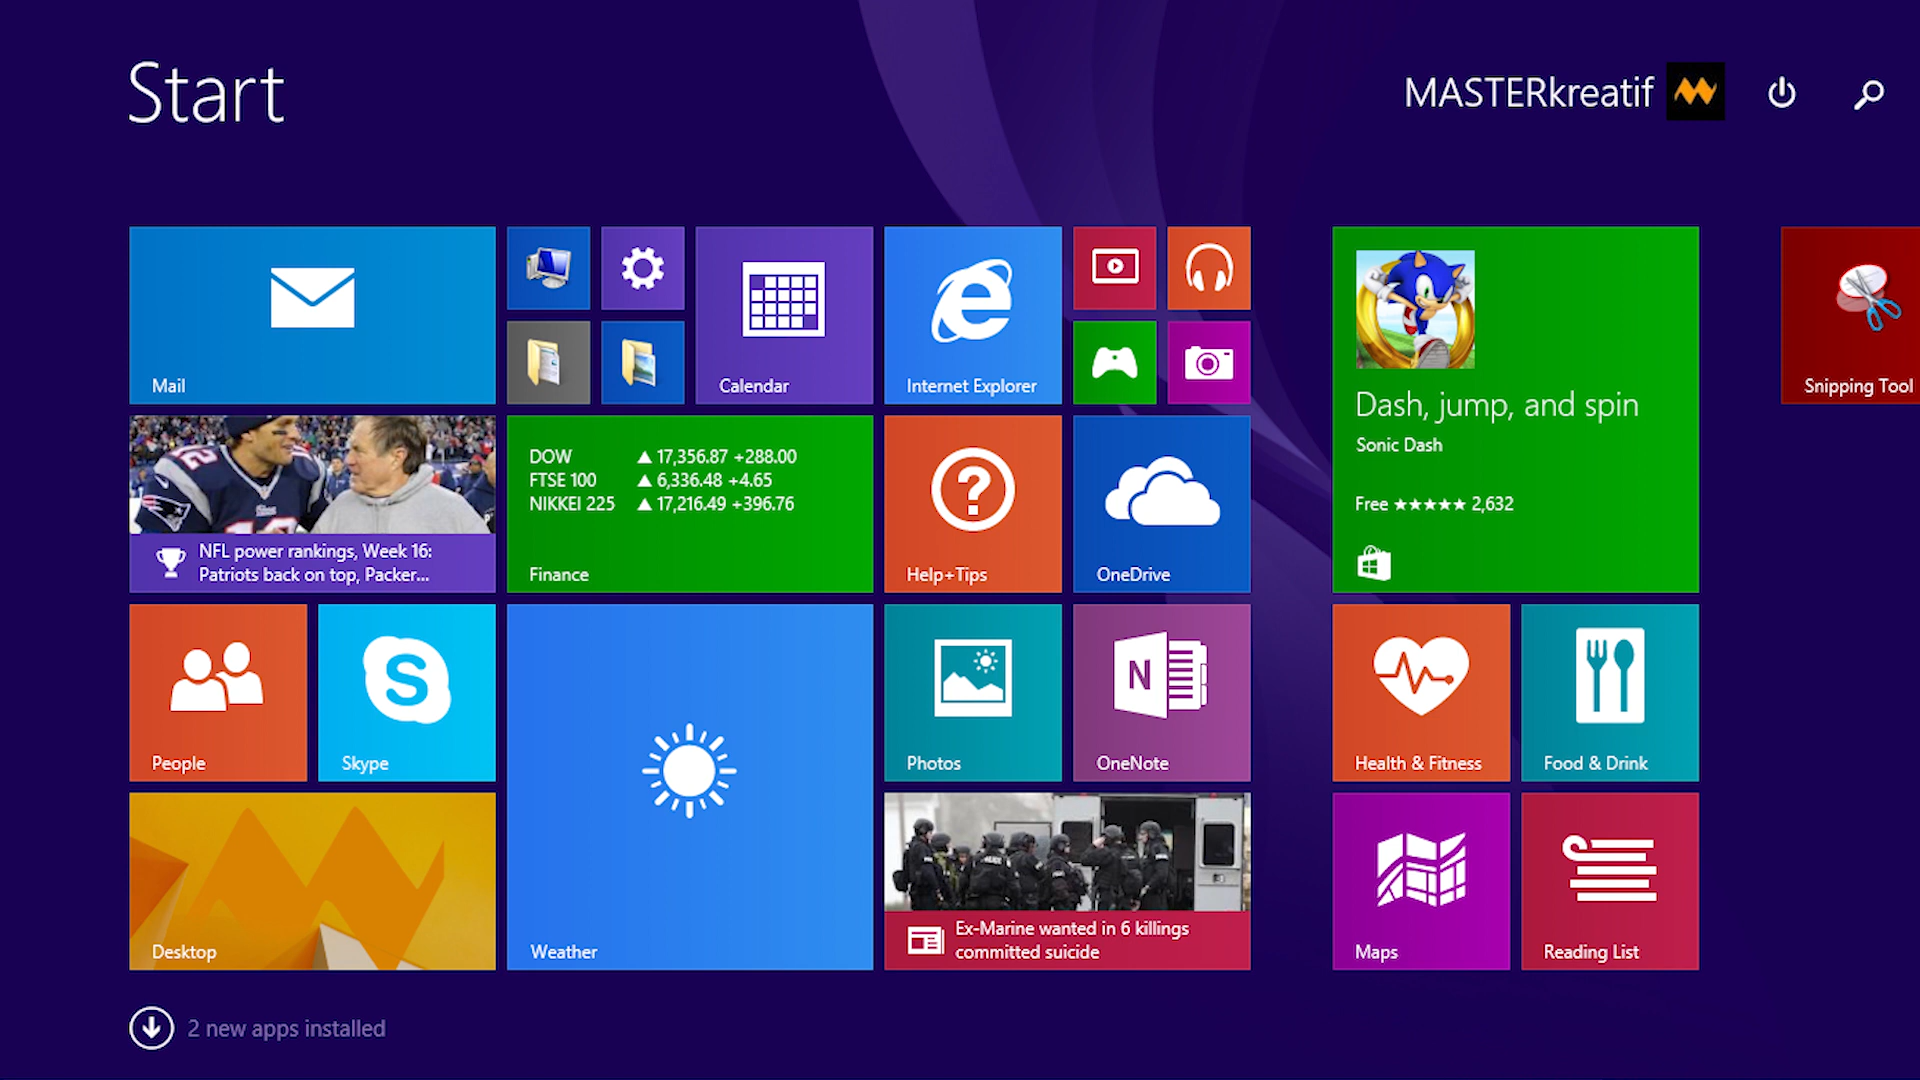 Start
MASTERkreatif
Mail
Calendar
Internet Explorer
Dash, jump, and spin
Sonic Dash
Free ★★★★★ 2,632
Snipping Tool
12
NFL power rankings, Week 16:
Patriots back on top, Packer...
DOW ▲ 17,356.87 +288.00
FTSE 100 ▲ 6,336.48 +4.65
NIKKEI 225 ▲ 17,216.49 +396.76
Finance
Help+Tips
OneDrive
People
S
Skype
Weather
Photos
N
OneNote
Health & Fitness
Food & Drink
Desktop
Ex-Marine wanted in 6 killings
committed suicide
Maps
Reading List
2 new apps installed